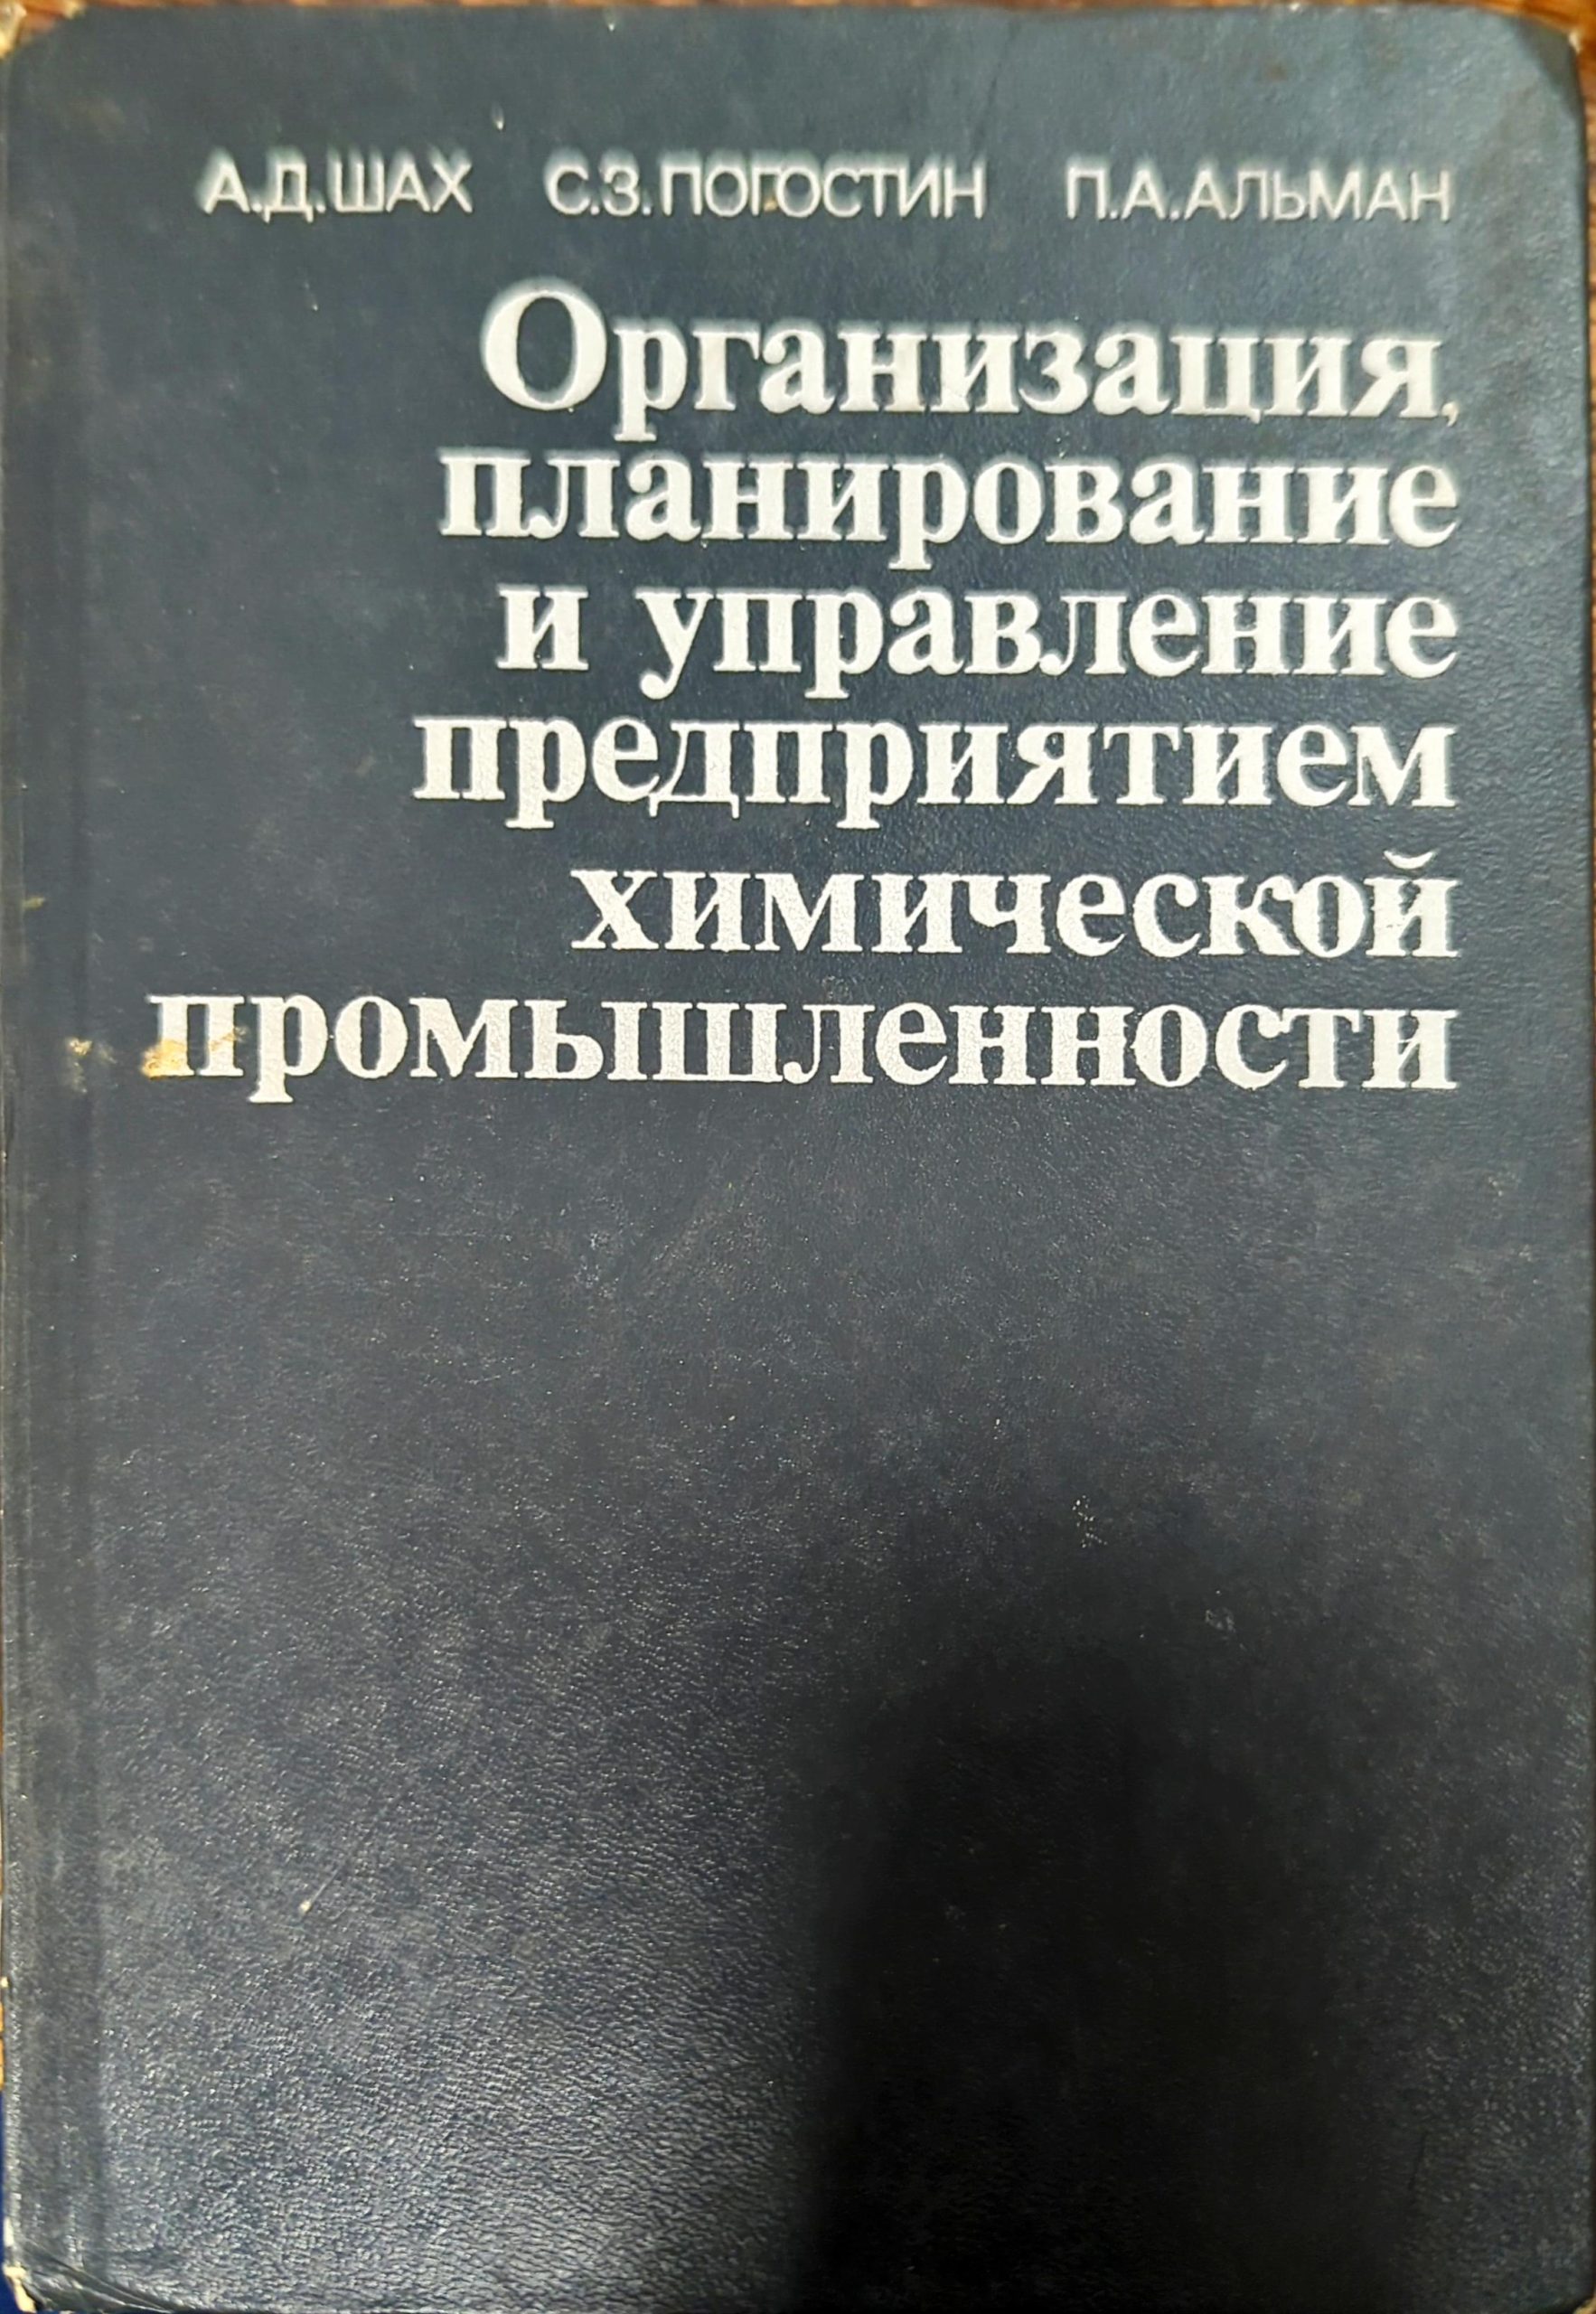 А.Д.ШАХ С.З.ПОГОСТИН П.А.АЛЬМАН
Организация,
планирование
и управление
предприятием
химической
промышленности